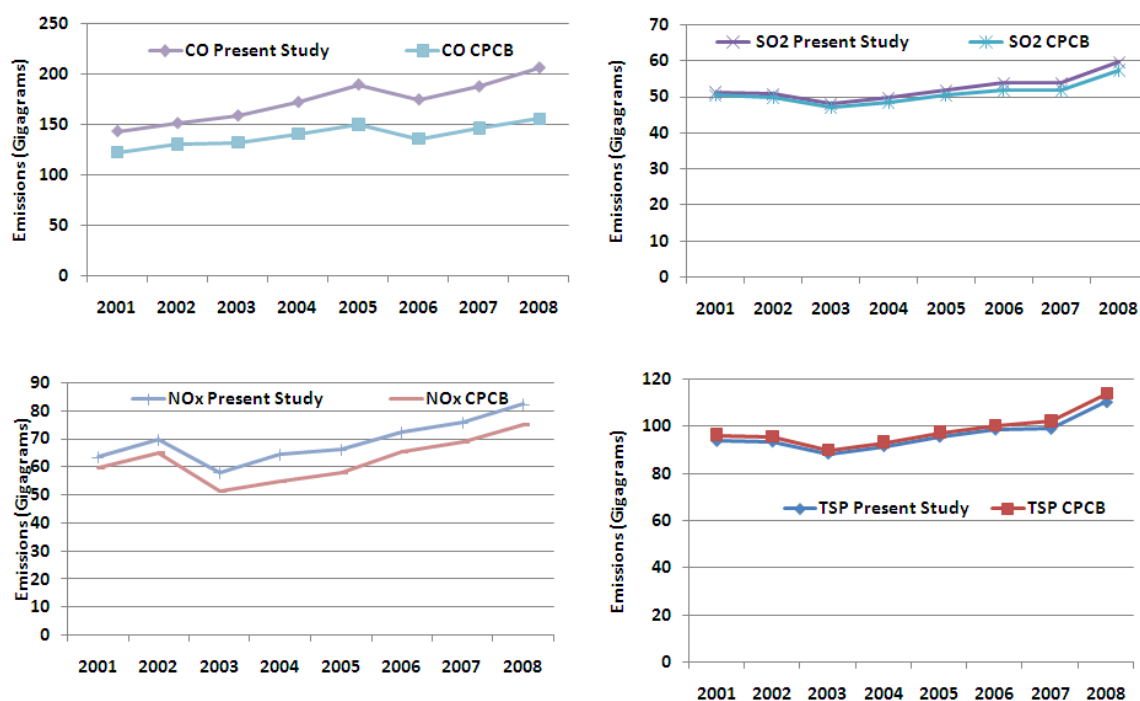 250
200
150
100
50
0
Emissions (Gigagrams)
CO Present Study
CO CPCB
2001 2002 2003 2004 2005 2006 2007 2008
70
60
50
40
30
20
10
0
Emissions (Gigagrams)
SO2 Present Study
SO2 CPCB
2001 2002 2003 2004 2005 2006 2007 2008
90
80
70
60
50
40
30
20
10
0
Emissions (Gigagrams)
NOx Present Study
NOx CPCB
2001 2002 2003 2004 2005 2006 2007 2008
120
100
80
60
40
20
0
Emissions (Gigagrams)
TSP Present Study
TSP CPCB
2001 2002 2003 2004 2005 2006 2007 2008